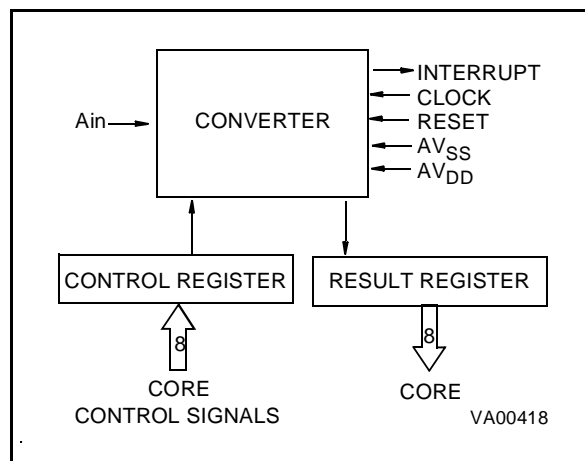 INTERRUPT
CLOCK
Ain
CONVERTER
RESET
AVSS
AVDD
CONTROL REGISTER
RESULT REGISTER
8
8
CORE
CONTROL SIGNALS
CORE
VA00418